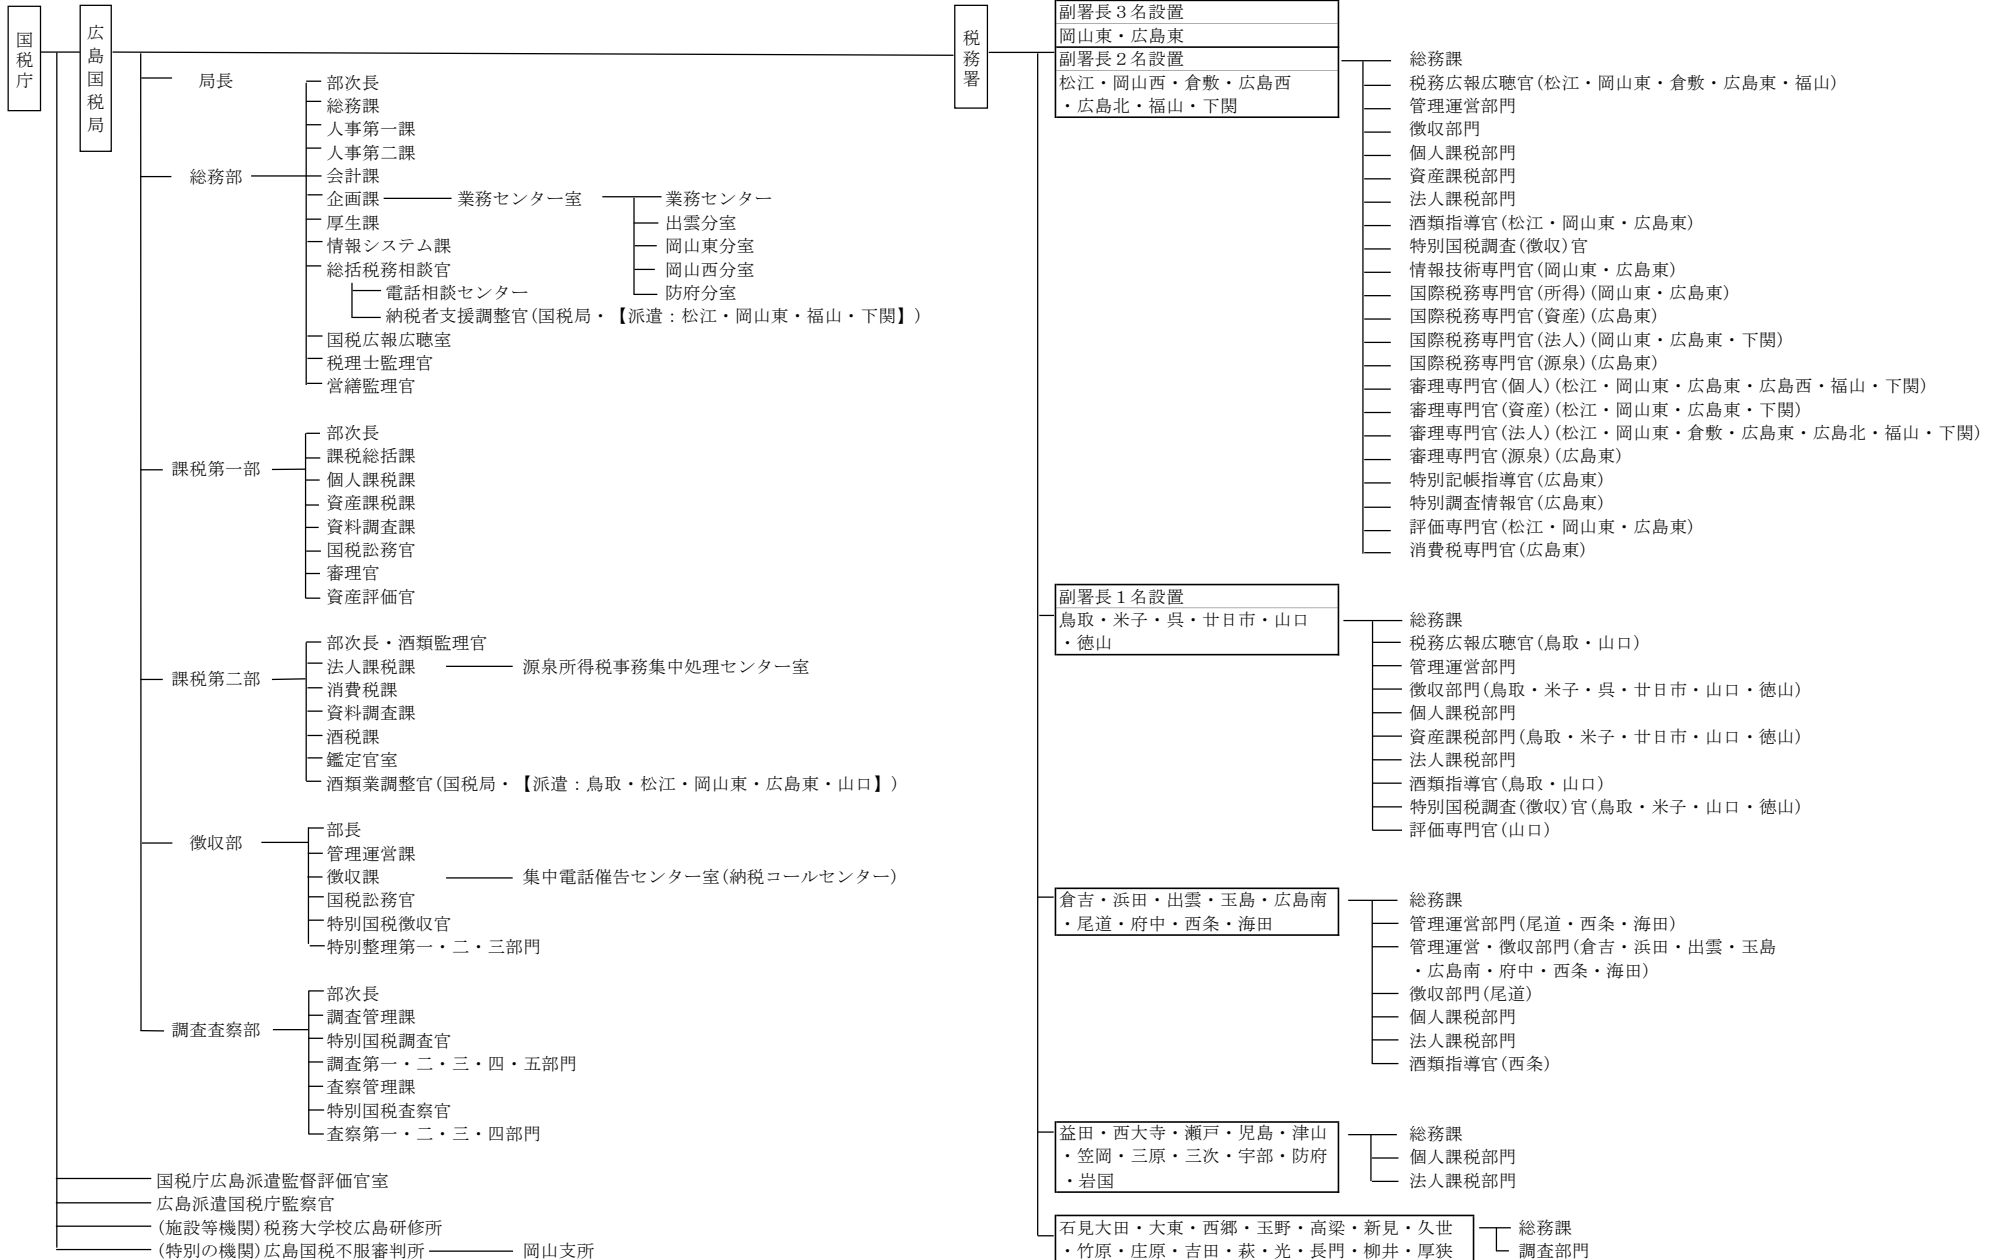 国税庁
広島国税局
局長
総務部
部次長
総務課
人事第一課
人事第二課
会計課
企画課
業務センター室
業務センター
出雲分室
岡山東分室
岡山西分室
防府分室
厚生課
情報システム課
総括税務相談官
電話相談センター
納税者支援調整官(国税局・【派遣：松江・岡山東・福山・下関】)
国税広報広聴室
税理士監理官
営繕監理官
課税第一部
部次長
課税総括課
個人課税課
資産課税課
資料調査課
国税訟務官
審理官
資産評価官
課税第二部
部次長・酒類監理官
法人課税課
源泉所得税事務集中処理センター室
消費税課
資料調査課
酒税課
鑑定官室
酒類業調整官(国税局・【派遣：鳥取・松江・岡山東・広島東・山口】)
徴収部
部長
管理運営課
徴収課
集中電話催告センター室(納税コールセンター)
国税訟務官
特別国税徴収官
特別整理第一・二・三部門
調査査察部
部次長
調査管理課
特別国税調査官
調査第一・二・三・四・五部門
査察管理課
特別国税査察官
査察第一・二・三・四部門
国税庁広島派遣監督評価官室
広島派遣国税庁監察官
(施設等機関)税務大学校広島研修所
(特別の機関)広島国税不服審判所
岡山支所
税務署
副署長３名設置
岡山東・広島東
副署長２名設置
松江・岡山西・倉敷・広島西
・広島北・福山・下関
総務課
税務広報広聴官(松江・岡山東・倉敷・広島東・福山)
管理運営部門
徴収部門
個人課税部門
資産課税部門
法人課税部門
酒類指導官(松江・岡山東・広島東)
特別国税調査(徴収)官
情報技術専門官(岡山東・広島東)
国際税務専門官(所得)(岡山東・広島東)
国際税務専門官(資産)(広島東)
国際税務専門官(法人)(岡山東・広島東・下関)
国際税務専門官(源泉)(広島東)
審理専門官(個人)(松江・岡山東・広島東・広島西・福山・下関)
審理専門官(資産)(松江・岡山東・広島東・下関)
審理専門官(法人)(松江・岡山東・倉敷・広島東・広島北・福山・下関)
審理専門官(源泉)(広島東)
特別記帳指導官(広島東)
特別調査情報官(広島東)
評価専門官(松江・岡山東・広島東)
消費税専門官(広島東)
副署長１名設置
鳥取・米子・呉・廿日市・山口
・徳山
総務課
税務広報広聴官(鳥取・山口)
管理運営部門
徴収部門(鳥取・米子・呉・廿日市・山口・徳山)
個人課税部門
資産課税部門(鳥取・米子・廿日市・山口・徳山)
法人課税部門
酒類指導官(鳥取・山口)
特別国税調査(徴収)官(鳥取・米子・山口・徳山)
評価専門官(山口)
倉吉・浜田・出雲・玉島・広島南
・尾道・府中・西条・海田
総務課
管理運営部門(尾道・西条・海田)
管理運営・徴収部門(倉吉・浜田・出雲・玉島
・広島南・府中・西条・海田)
徴収部門(尾道)
個人課税部門
法人課税部門
酒類指導官(西条)
益田・西大寺・瀬戸・児島・津山
・笠岡・三原・三次・宇部・防府
・岩国
総務課
個人課税部門
法人課税部門
石見大田・大東・西郷・玉野・高梁・新見・久世
・竹原・庄原・吉田・萩・光・長門・柳井・厚狭
総務課
調査部門